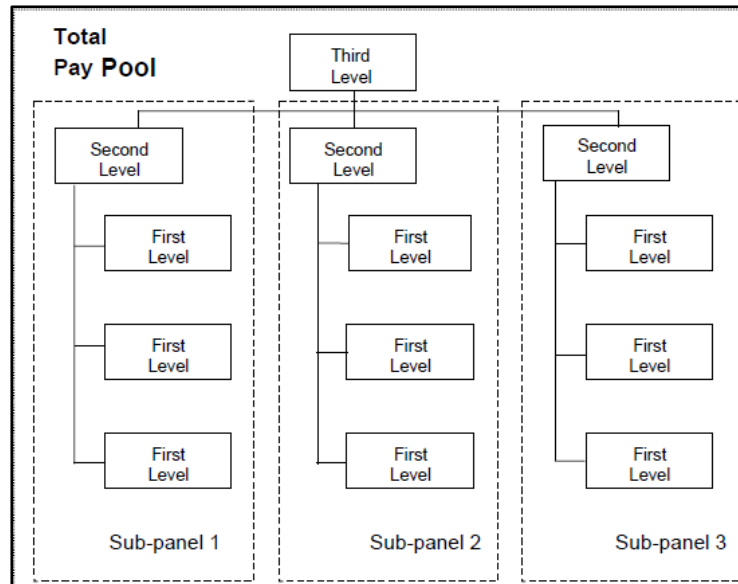 Total
Pay Pool
Third
Level
Second
Level
First
Level
First
Level
First
Level
Sub-panel 1
Second
Level
First
Level
First
Level
First
Level
Sub-panel 2
Second
Level
First
Level
First
Level
First
Level
Sub-panel 3